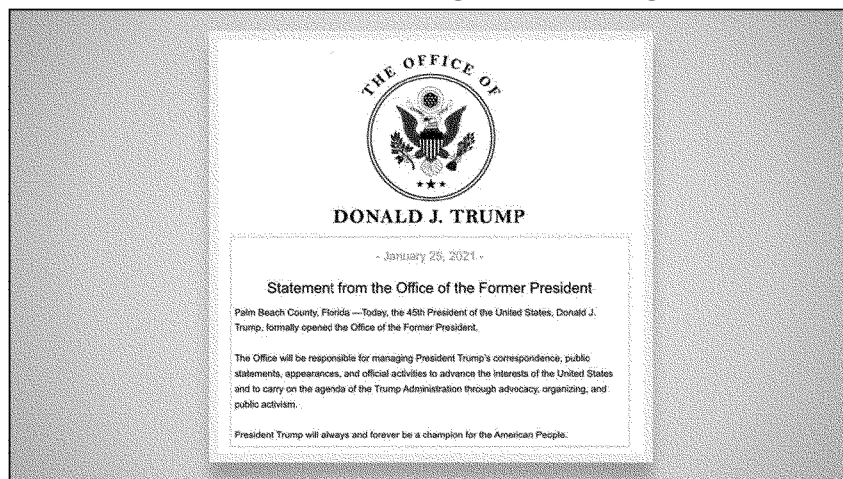 THE OFFICE OF
DONALD J. TRUMP
- January 25, 2021 -
Statement from the Office of the Former President
Palm Beach County, Florida —Today, the 45th President of the United States, Donald J.
Trump, formally opened the Office of the Former President.
The Office will be responsible for managing President Trump's correspondence, public
statements, appearances, and official activities to advance the interests of the United States
and to carry on the agenda of the Trump Administration through advocacy, organizing, and
public activism.
President Trump will always and forever be a champion for the American People.